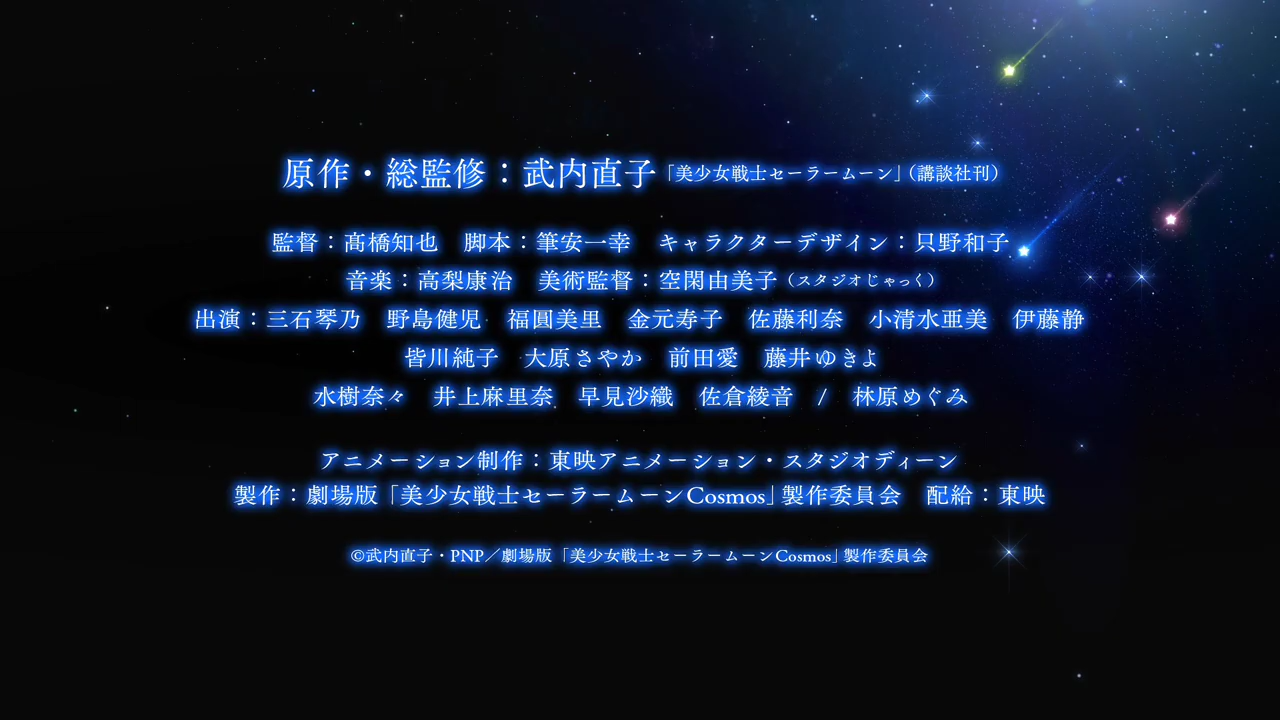 原作・総監修：武内直子「美少女戦士セーラームーン」（講談社刊）
監督：髙橋知也　脚本：筆安一幸　キャラクターデザイン：只野和子
音楽：高梨康治　美術監督：空閑由美子（スタジオじゃっく）
出演：三石琴乃　野島健児　福圓美里　金元寿子　佐藤利奈　小清水亜美　伊藤静
皆川純子　大原さやか　前田愛　藤井ゆきよ
水樹奈々　井上麻里奈　早見沙織　佐倉綾音　/　林原めぐみ
アニメーション制作：東映アニメーション・スタジオディーン
製作：劇場版「美少女戦士セーラームーンCosmos」製作委員会　配給：東映
©武内直子・PNP／劇場版「美少女戦士セーラームーンCosmos」製作委員会